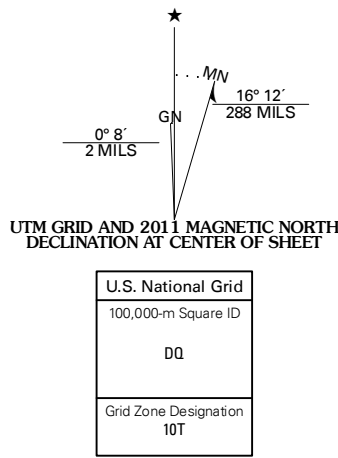 MN
GN
16° 12´
288 MILS
0° 8´
2 MILS
UTM GRID AND 2011 MAGNETIC NORTH
DECLINATION AT CENTER OF SHEET
U.S. National Grid
100,000-m Square ID
DQ
Grid Zone Designation
10T